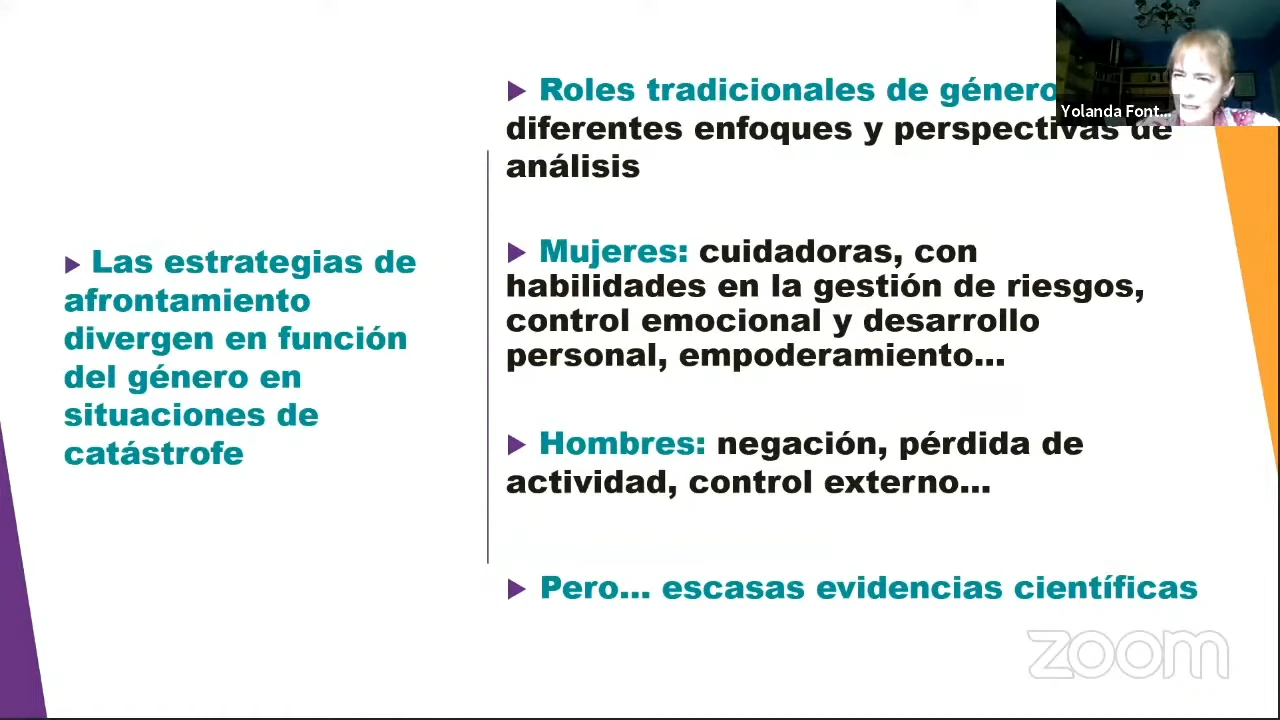 ▶ Las estrategias de
afrontamiento
divergen en función
del género en
situaciones de
catástrofe
▶ Roles tradicionales de género
diferentes enfoques y perspectivas de
análisis
▶ Mujeres: cuidadoras, con
habilidades en la gestión de riesgos,
control emocional y desarrollo
personal, empoderamiento...
▶ Hombres: negación, pérdida de
actividad, control externo...
▶ Pero... escasas evidencias científicas
Yolanda Font...
zoom